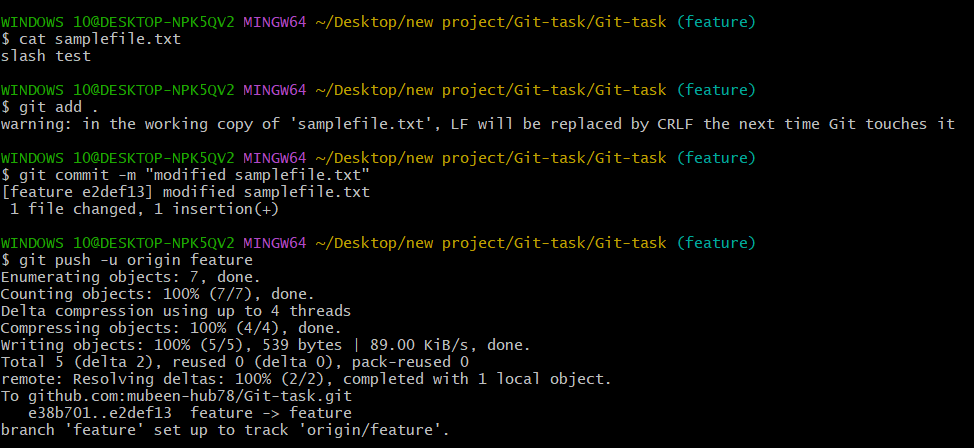 WINDOWS 10@DESKTOP-NPK5QV2 MINGW64 ~/Desktop/new project/Git-task/Git-task (feature)
$ cat samplefile.txt
slash test
WINDOWS 10@DESKTOP-NPK5QV2 MINGW64 ~/Desktop/new project/Git-task/Git-task (feature)
$ git add .
warning: in the working copy of 'samplefile.txt', LF will be replaced by CRLF the next time Git touches it
WINDOWS 10@DESKTOP-NPK5QV2 MINGW64 ~/Desktop/new project/Git-task/Git-task (feature)
$ git commit -m "modified samplefile.txt"
[feature e2def13] modified samplefile.txt
 1 file changed, 1 insertion(+)
WINDOWS 10@DESKTOP-NPK5QV2 MINGW64 ~/Desktop/new project/Git-task/Git-task (feature)
$ git push -u origin feature
Enumerating objects: 7, done.
Counting objects: 100% (7/7), done.
Delta compression using up to 4 threads
Compressing objects: 100% (4/4), done.
Writing objects: 100% (5/5), 539 bytes | 89.00 KiB/s, done.
Total 5 (delta 2), reused 0 (delta 0), pack-reused 0
remote: Resolving deltas: 100% (2/2), completed with 1 local object.
To github.com:mubeen-hub78/Git-task.git
   e38b701..e2def13  feature -> feature
branch 'feature' set up to track 'origin/feature'.